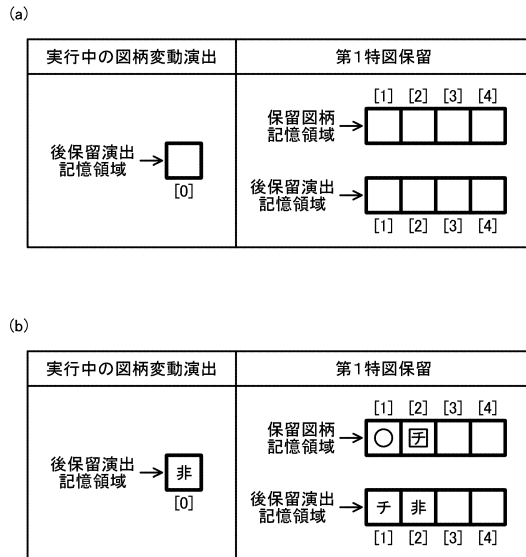 (a)
実行中の図柄変動演出 第1特図保留
[1] [2] [3] [4]
保留図柄
記憶領域
後保留演出
記憶領域
[0]
後保留演出
記憶領域
[1] [2] [3] [4]
(b)
実行中の図柄変動演出 第1特図保留
[1] [2] [3] [4]
保留図柄
記憶領域
○ チ
後保留演出
記憶領域
非
[0]
後保留演出
記憶領域
チ 非
[1] [2] [3] [4]